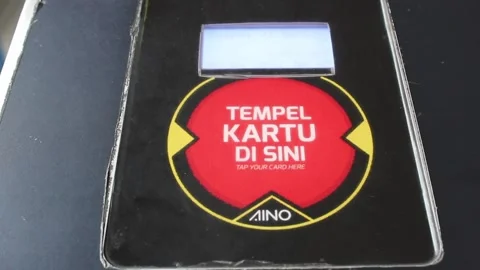 TEMPEL
KARTU
DI SINI
TAP YOUR CARD HERE
AINO